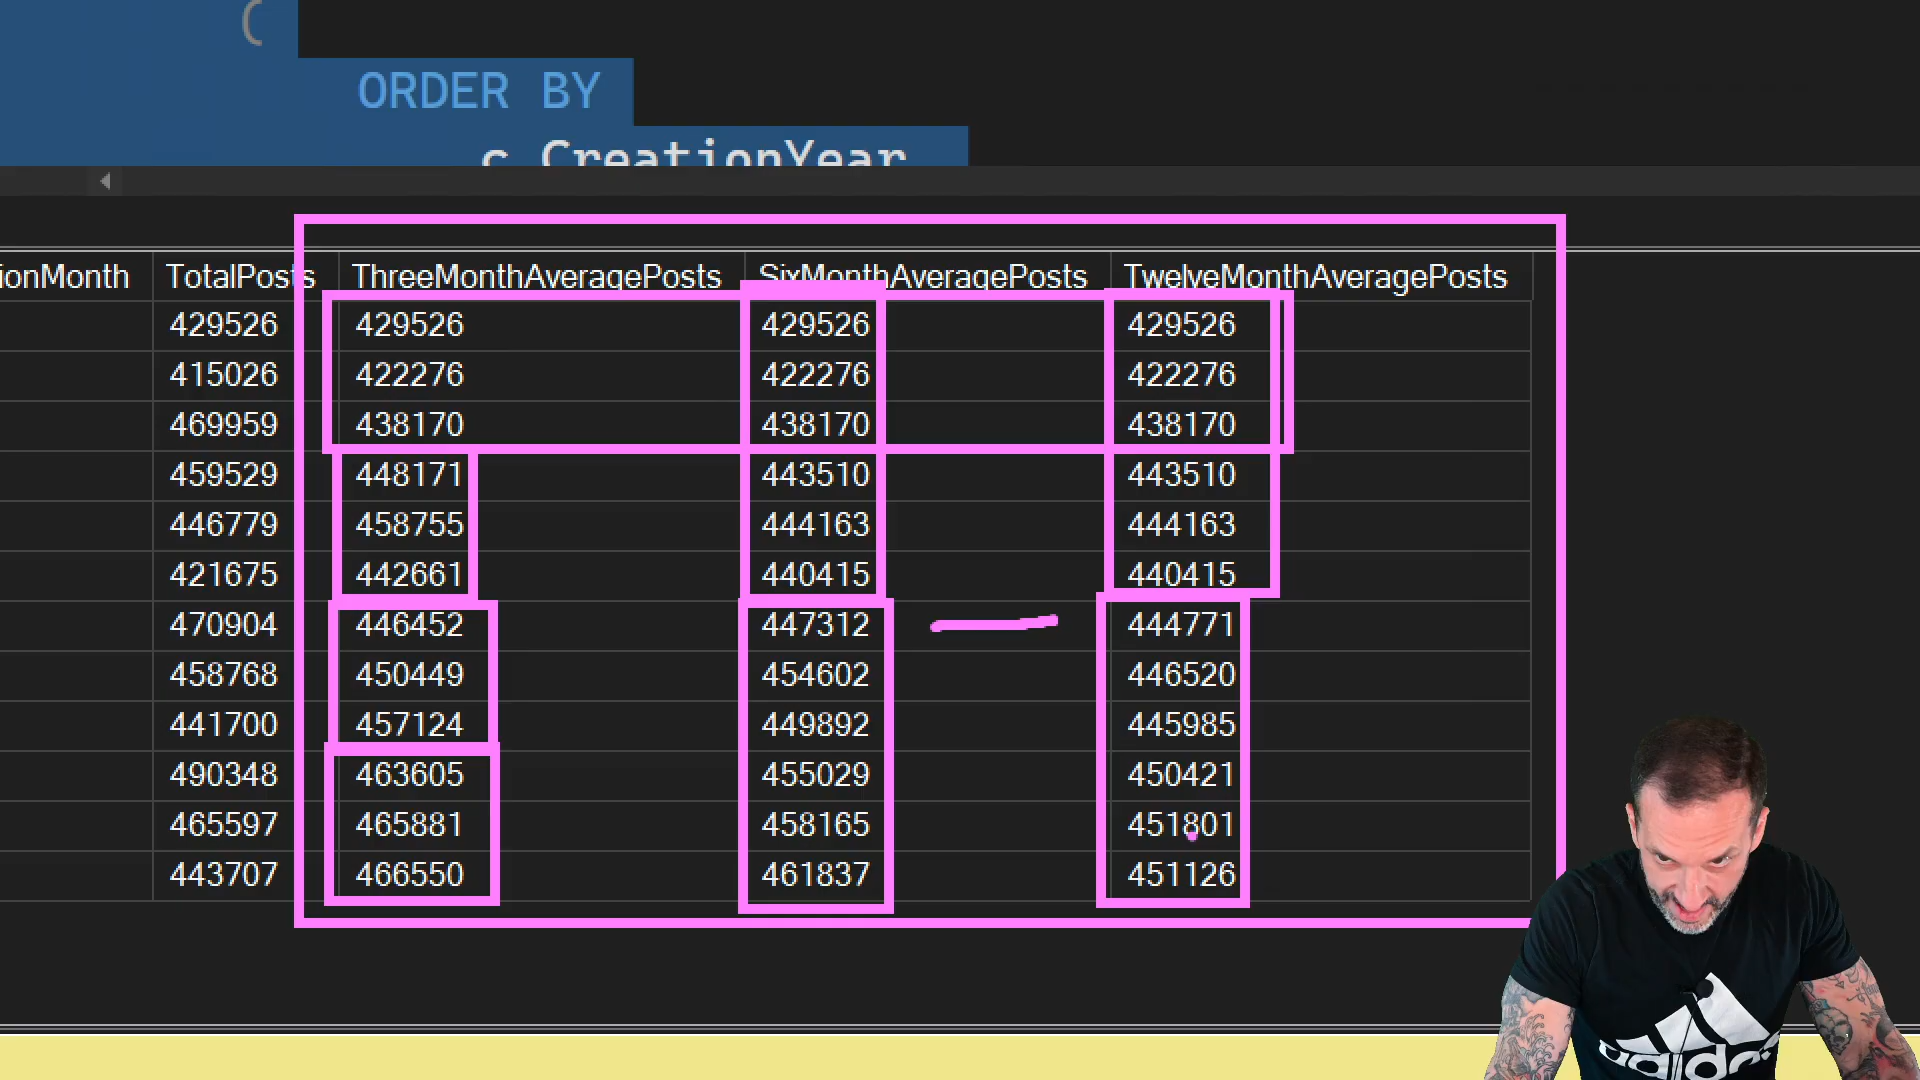 (
ORDER BY
c.CreationYear
ionMonth TotalPosts ThreeMonthAveragePosts SixMonthAveragePosts TwelveMonthAveragePosts
429526 429526 429526 429526
415026 422276 422276 422276
469959 438170 438170 438170
459529 448171 443510 443510
446779 458755 444163 444163
421675 442661 440415 440415
470904 446452 447312 444771
458768 450449 454602 446520
441700 457124 449892 445985
490348 463605 455029 450421
465597 465881 458165 451801
443707 466550 461837 451126
adidas